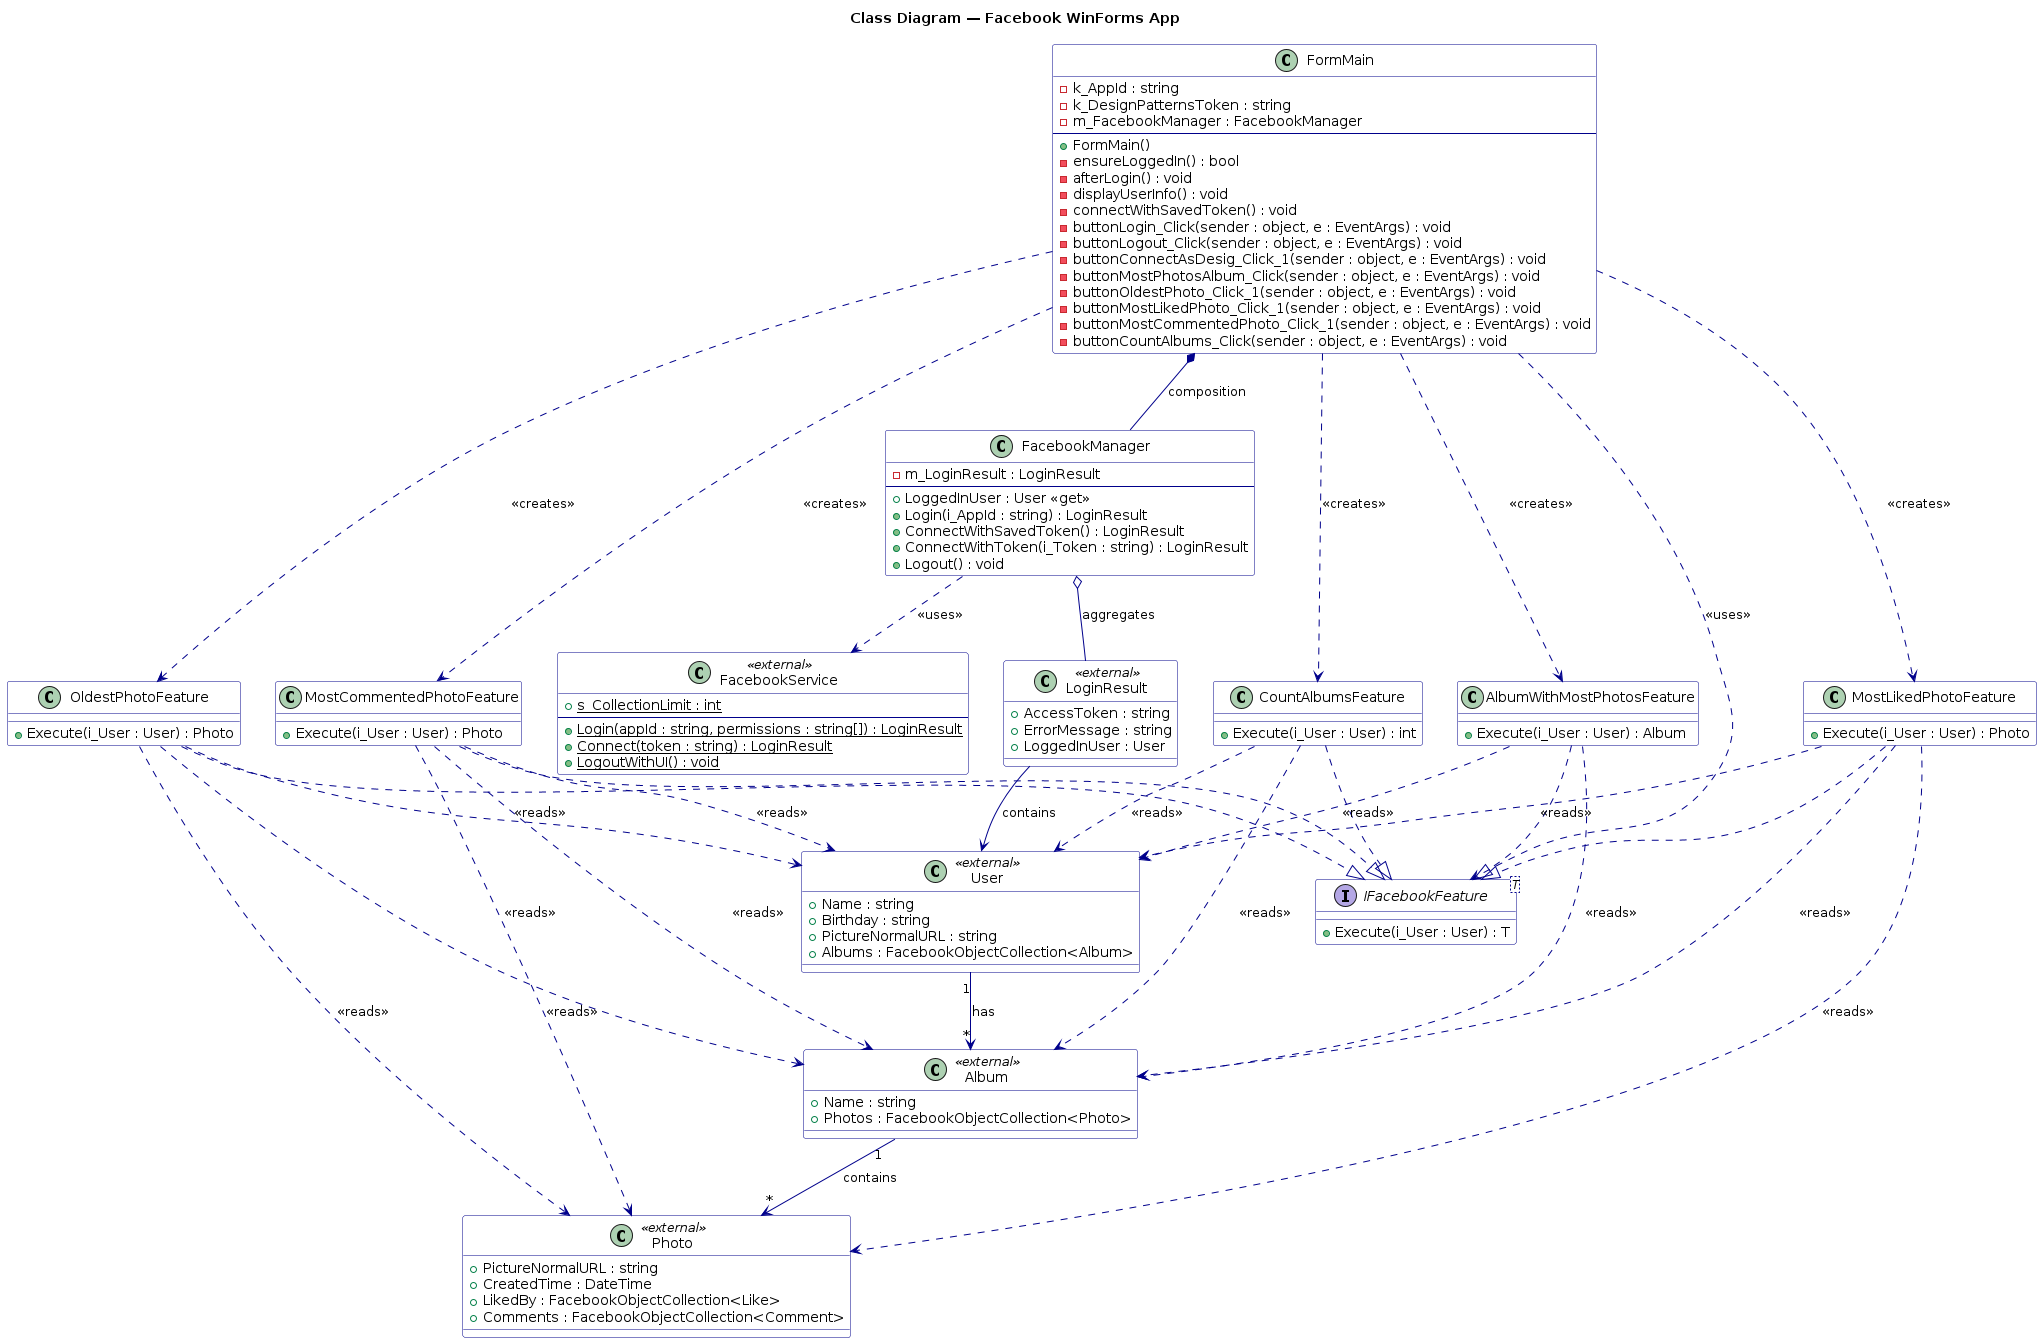 Class Diagram — Facebook WinForms App
C FormMain
k_AppId : string
k_DesignPatternsToken : string
m_FacebookManager : FacebookManager
FormMain()
ensureLoggedIn() : bool
afterLogin() : void
displayUserInfo() : void
connectWithSavedToken() : void
buttonLogin_Click(sender : object, e : EventArgs) : void
buttonLogout_Click(sender : object, e : EventArgs) : void
buttonConnectAsDesig_Click_1(sender : object, e : EventArgs) : void
buttonMostPhotosAlbum_Click(sender : object, e : EventArgs) : void
buttonOldestPhoto_Click_1(sender : object, e : EventArgs) : void
buttonMostLikedPhoto_Click_1(sender : object, e : EventArgs) : void
buttonMostCommentedPhoto_Click_1(sender : object, e : EventArgs) : void
buttonCountAlbums_Click(sender : object, e : EventArgs) : void
composition
C FacebookManager
m_LoginResult : LoginResult
LoggedInUser : User «get»
Login(i_AppId : string) : LoginResult
ConnectWithSavedToken() : LoginResult
ConnectWithToken(i_Token : string) : LoginResult
Logout() : void
«creates»
«creates»
«creates»
«creates»
«creates»
«uses»
aggregates
«uses»
C OldestPhotoFeature
Execute(i_User : User) : Photo
C MostCommentedPhotoFeature
Execute(i_User : User) : Photo
C «external»
FacebookService
s_CollectionLimit : int
Login(appId : string, permissions : string[]) : LoginResult
Connect(token : string) : LoginResult
LogoutWithUI() : void
C «external»
LoginResult
AccessToken : string
ErrorMessage : string
LoggedInUser : User
C CountAlbumsFeature
Execute(i_User : User) : int
C AlbumWithMostPhotosFeature
Execute(i_User : User) : Album
C MostLikedPhotoFeature
Execute(i_User : User) : Photo
«reads»
«reads»
contains
«reads»
«reads»
«reads»
C «external»
User
Name : string
Birthday : string
PictureNormalURL : string
Albums : FacebookObjectCollection<Album>
I IFacebookFeature
T
Execute(i_User : User) : T
«reads»
«reads»
«reads»
«reads»
«reads»
1
has
*
«reads»
«reads»
«reads»
C «external»
Album
Name : string
Photos : FacebookObjectCollection<Photo>
1
contains
*
C «external»
Photo
PictureNormalURL : string
CreatedTime : DateTime
LikedBy : FacebookObjectCollection<Like>
Comments : FacebookObjectCollection<Comment>